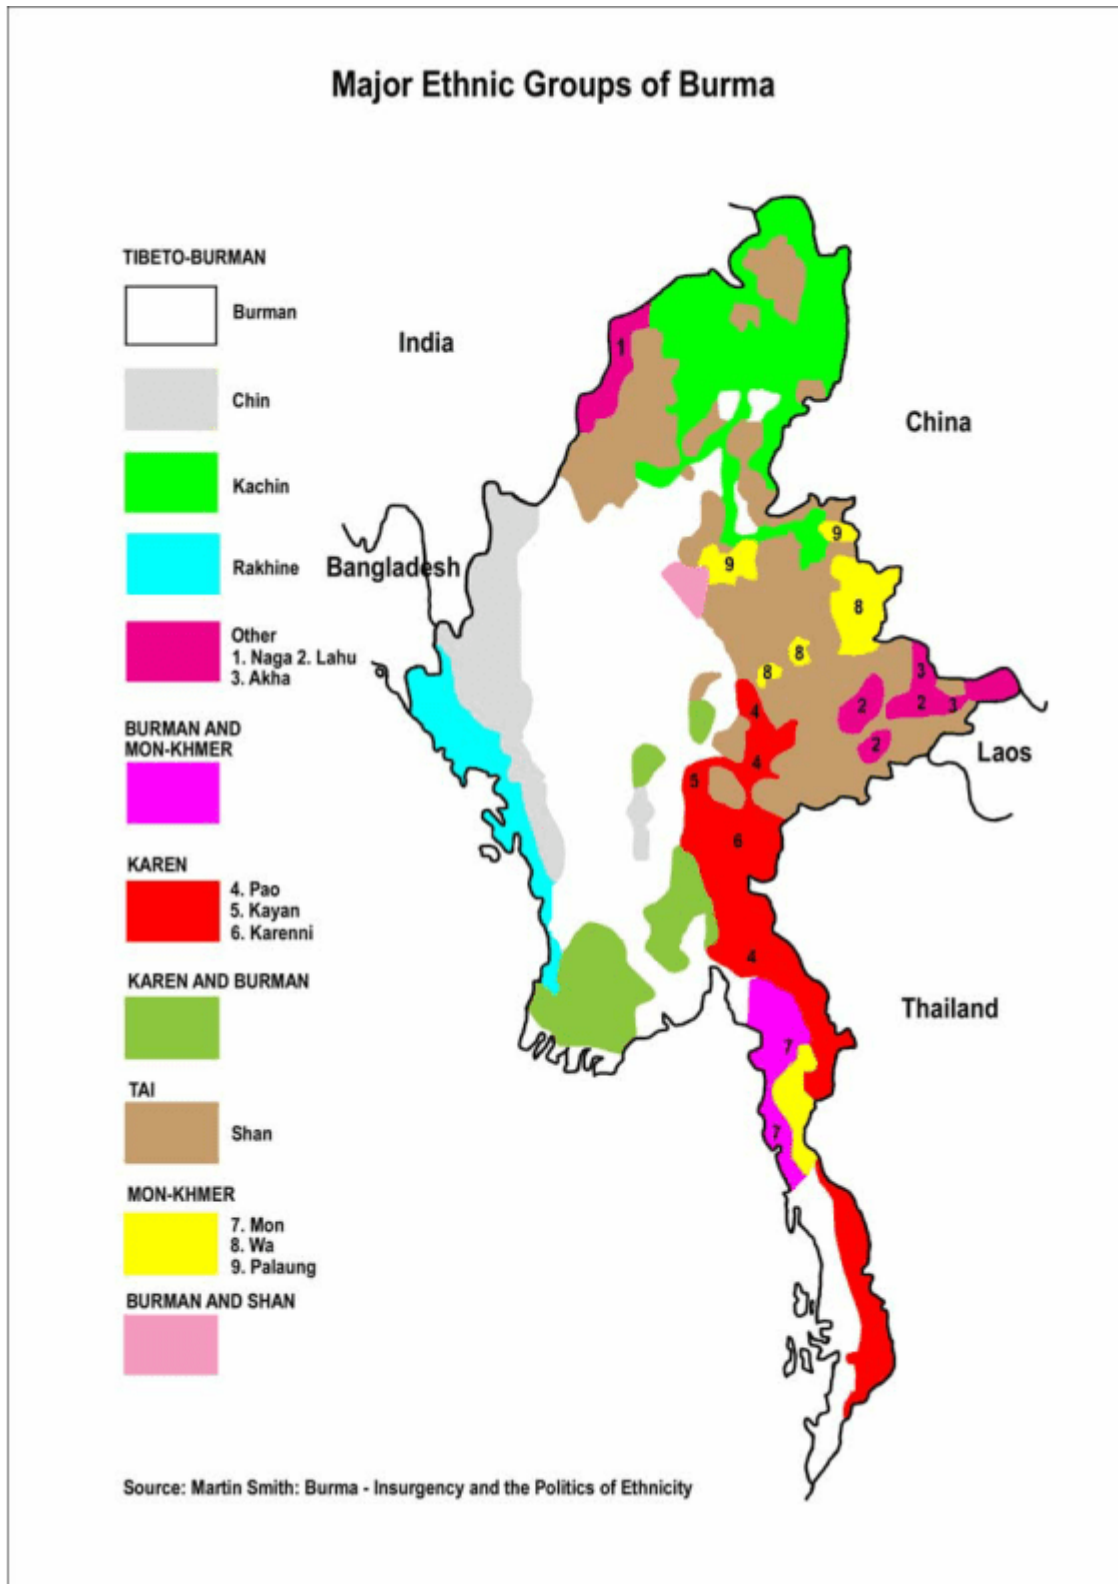 Major Ethnic Groups of Burma
TIBETO-BURMAN
Burman
Chin
Kachin
Rakhine
Other
1. Naga 2. Lahu
3. Akha
BURMAN AND
MON-KHMER
KAREN
4. Pao
5. Kayan
6. Karenni
KAREN AND BURMAN
TAI
Shan
MON-KHMER
7. Mon
8. Wa
9. Palaung
BURMAN AND SHAN
India
China
Bangladesh
Laos
Thailand
1
9
9
8
8
8
3
2
2
3
2
4
4
5
6
4
7
7
Source: Martin Smith: Burma - Insurgency and the Politics of Ethnicity